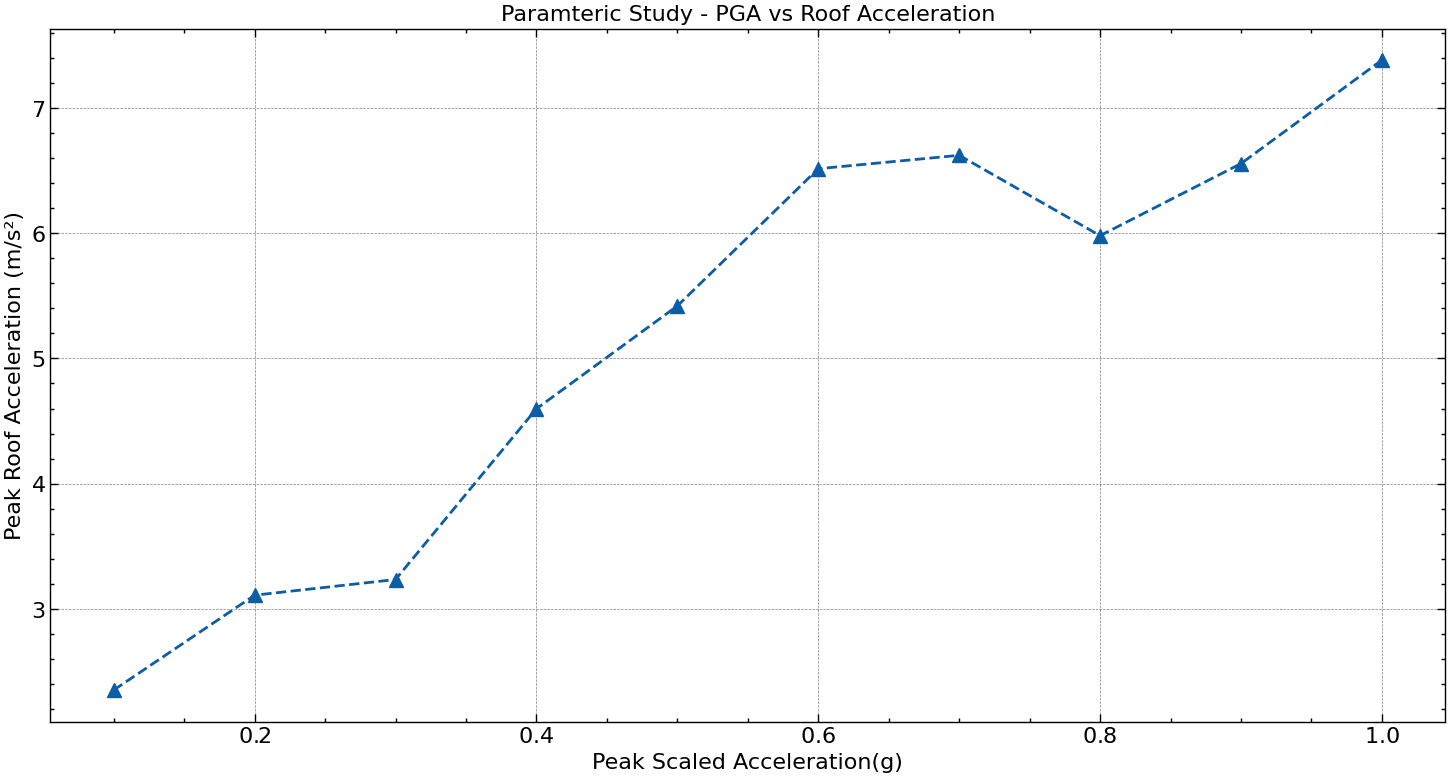 Paramteric Study - PGA vs Roof Acceleration
Peak Roof Acceleration (m/s²)
7
6
5
4
3
0.2 0.4 0.6 0.8 1.0
Peak Scaled Acceleration(g)